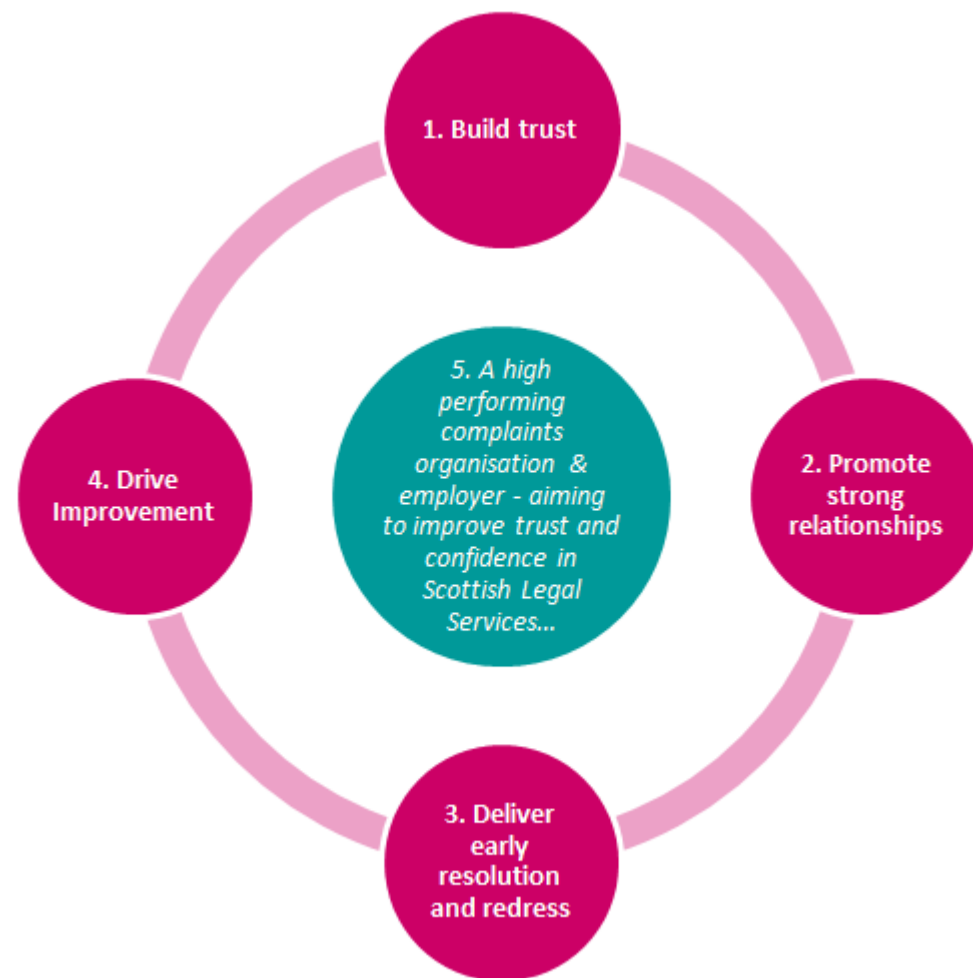 1. Build trust
2. Promote
strong
relationships
3. Deliver
early
resolution
and redress
4. Drive
Improvement
5. A high
performing
complaints
organisation & 
employer - aiming
to improve trust and
confidence in
Scottish Legal
Services...